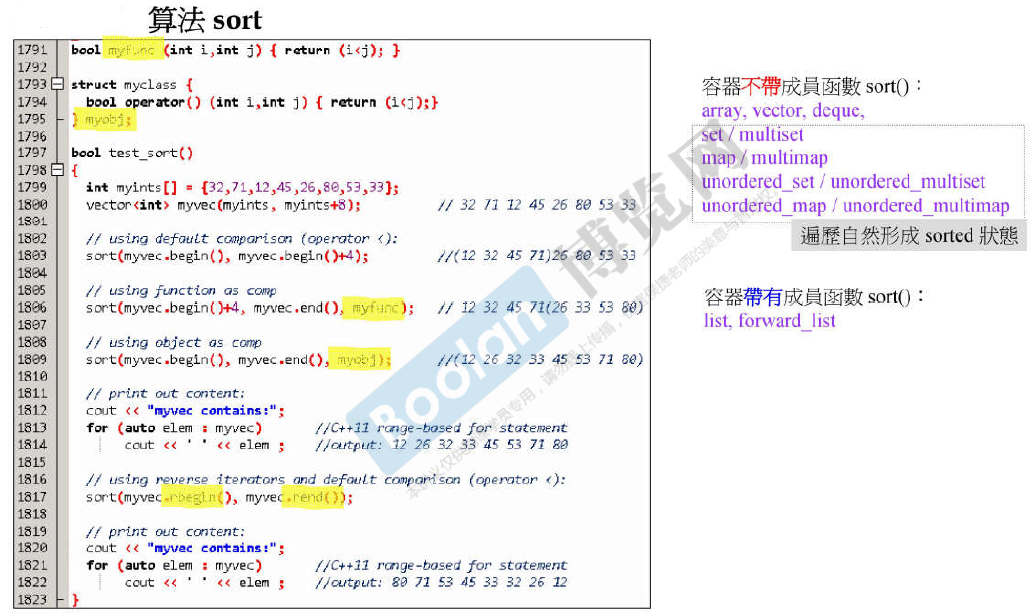 算法 sort
1791 bool myfunc (int i,int j) { return (i<j); }
1792
1793 struct myclass {
1794 bool operator() (int i,int j) { return (i<j);}
1795 } myobj;
1796
1797 bool test_sort()
1798 {
1799 int myints[] = {32,71,12,45,26,80,53,33};
1800 vector<int> myvec(myints, myints+8); // 32 71 12 45 26 80 53 33
1801
1802 // using default comparison (operator <):
1803 sort(myvec.begin(), myvec.begin()+4); //(12 32 45 71)26 80 53 33
1804
1805 // using function as comp
1806 sort(myvec.begin()+4, myvec.end(), myfunc); // 12 32 45 71(26 33 53 80)
1807
1808 // using object as comp
1809 sort(myvec.begin(), myvec.end(), myobj); //(12 26 32 33 45 53 71 80)
1810
1811 // print out content:
1812 cout << "myvec contains:";
1813 for (auto elem : myvec) //C++11 range-based for statement
1814 cout << ' ' << elem ; //output: 12 26 32 33 45 53 71 80
1815
1816 // using reverse iterators and default comparison (operator <):
1817 sort(myvec.rbegin(), myvec.rend());
1818
1819 // print out content:
1820 cout << "myvec contains:";
1821 for (auto elem : myvec) //C++11 range-based for statement
1822 cout << ' ' << elem ; //output: 80 71 53 45 33 32 26 12
1823 }
容器不帶成員函數 sort()：
array, vector, deque,
set / multiset
map / multimap
unordered_set / unordered_multiset
unordered_map / unordered_multimap
遍歷自然形成 sorted 狀態
容器帶有成員函數 sort()：
list, forward_list
Boolan 博览网